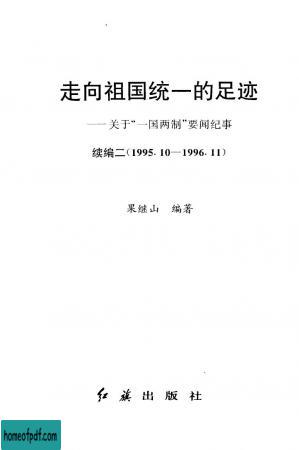 走向祖国统一的足迹
——关于“一国两制”要闻纪事
续编二(1995.10—1996.11)
果继山 编著
红旗出版社
homeofpdf.com